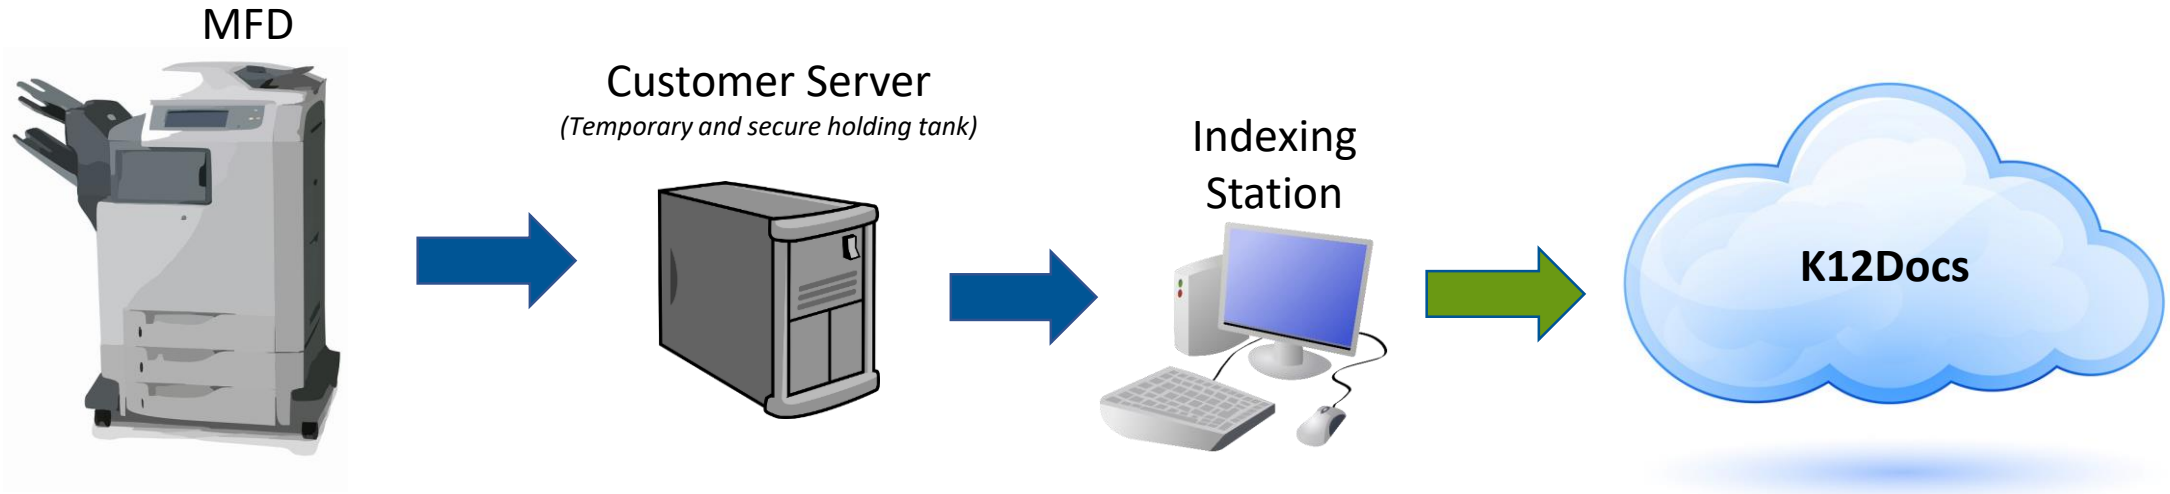 MFD
Customer Server
(Temporary and secure holding tank)
Indexing
Station
K12Docs